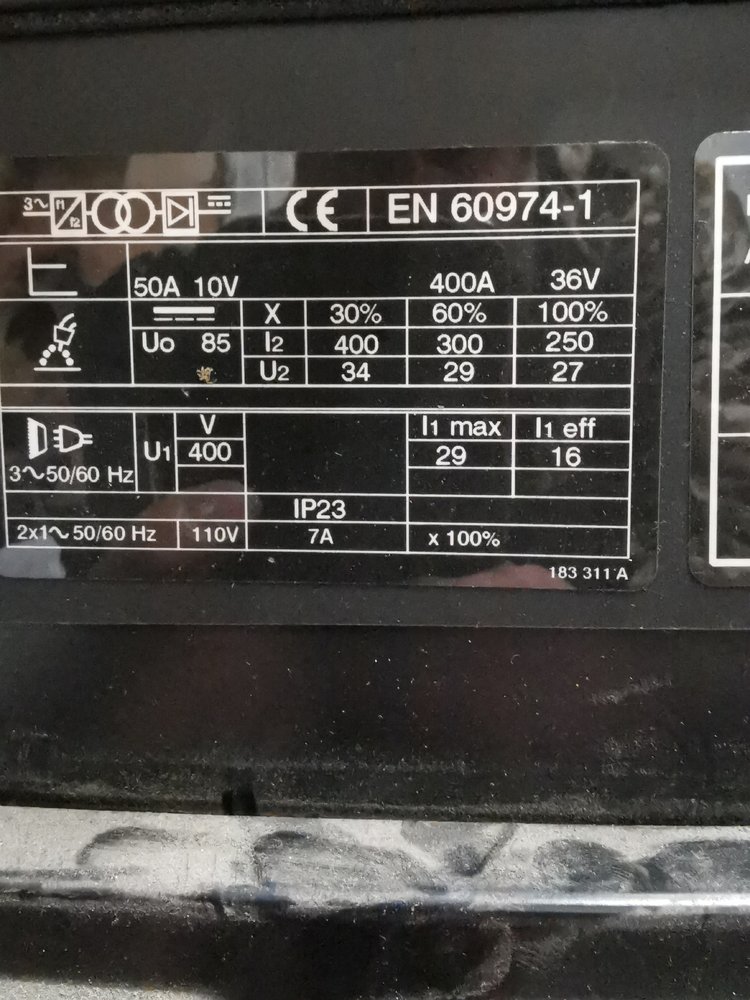 3~ f1 f2 CE EN 60974-1
50A 10V 400A 36V
X 30% 60% 100%
U0 85 I2 400 300 250
U2 34 29 27
V I1 max I1 eff
U1 400 29 16
3~50/60 Hz
IP23
2x1~50/60 Hz 110V 7A x 100%
183 311 A